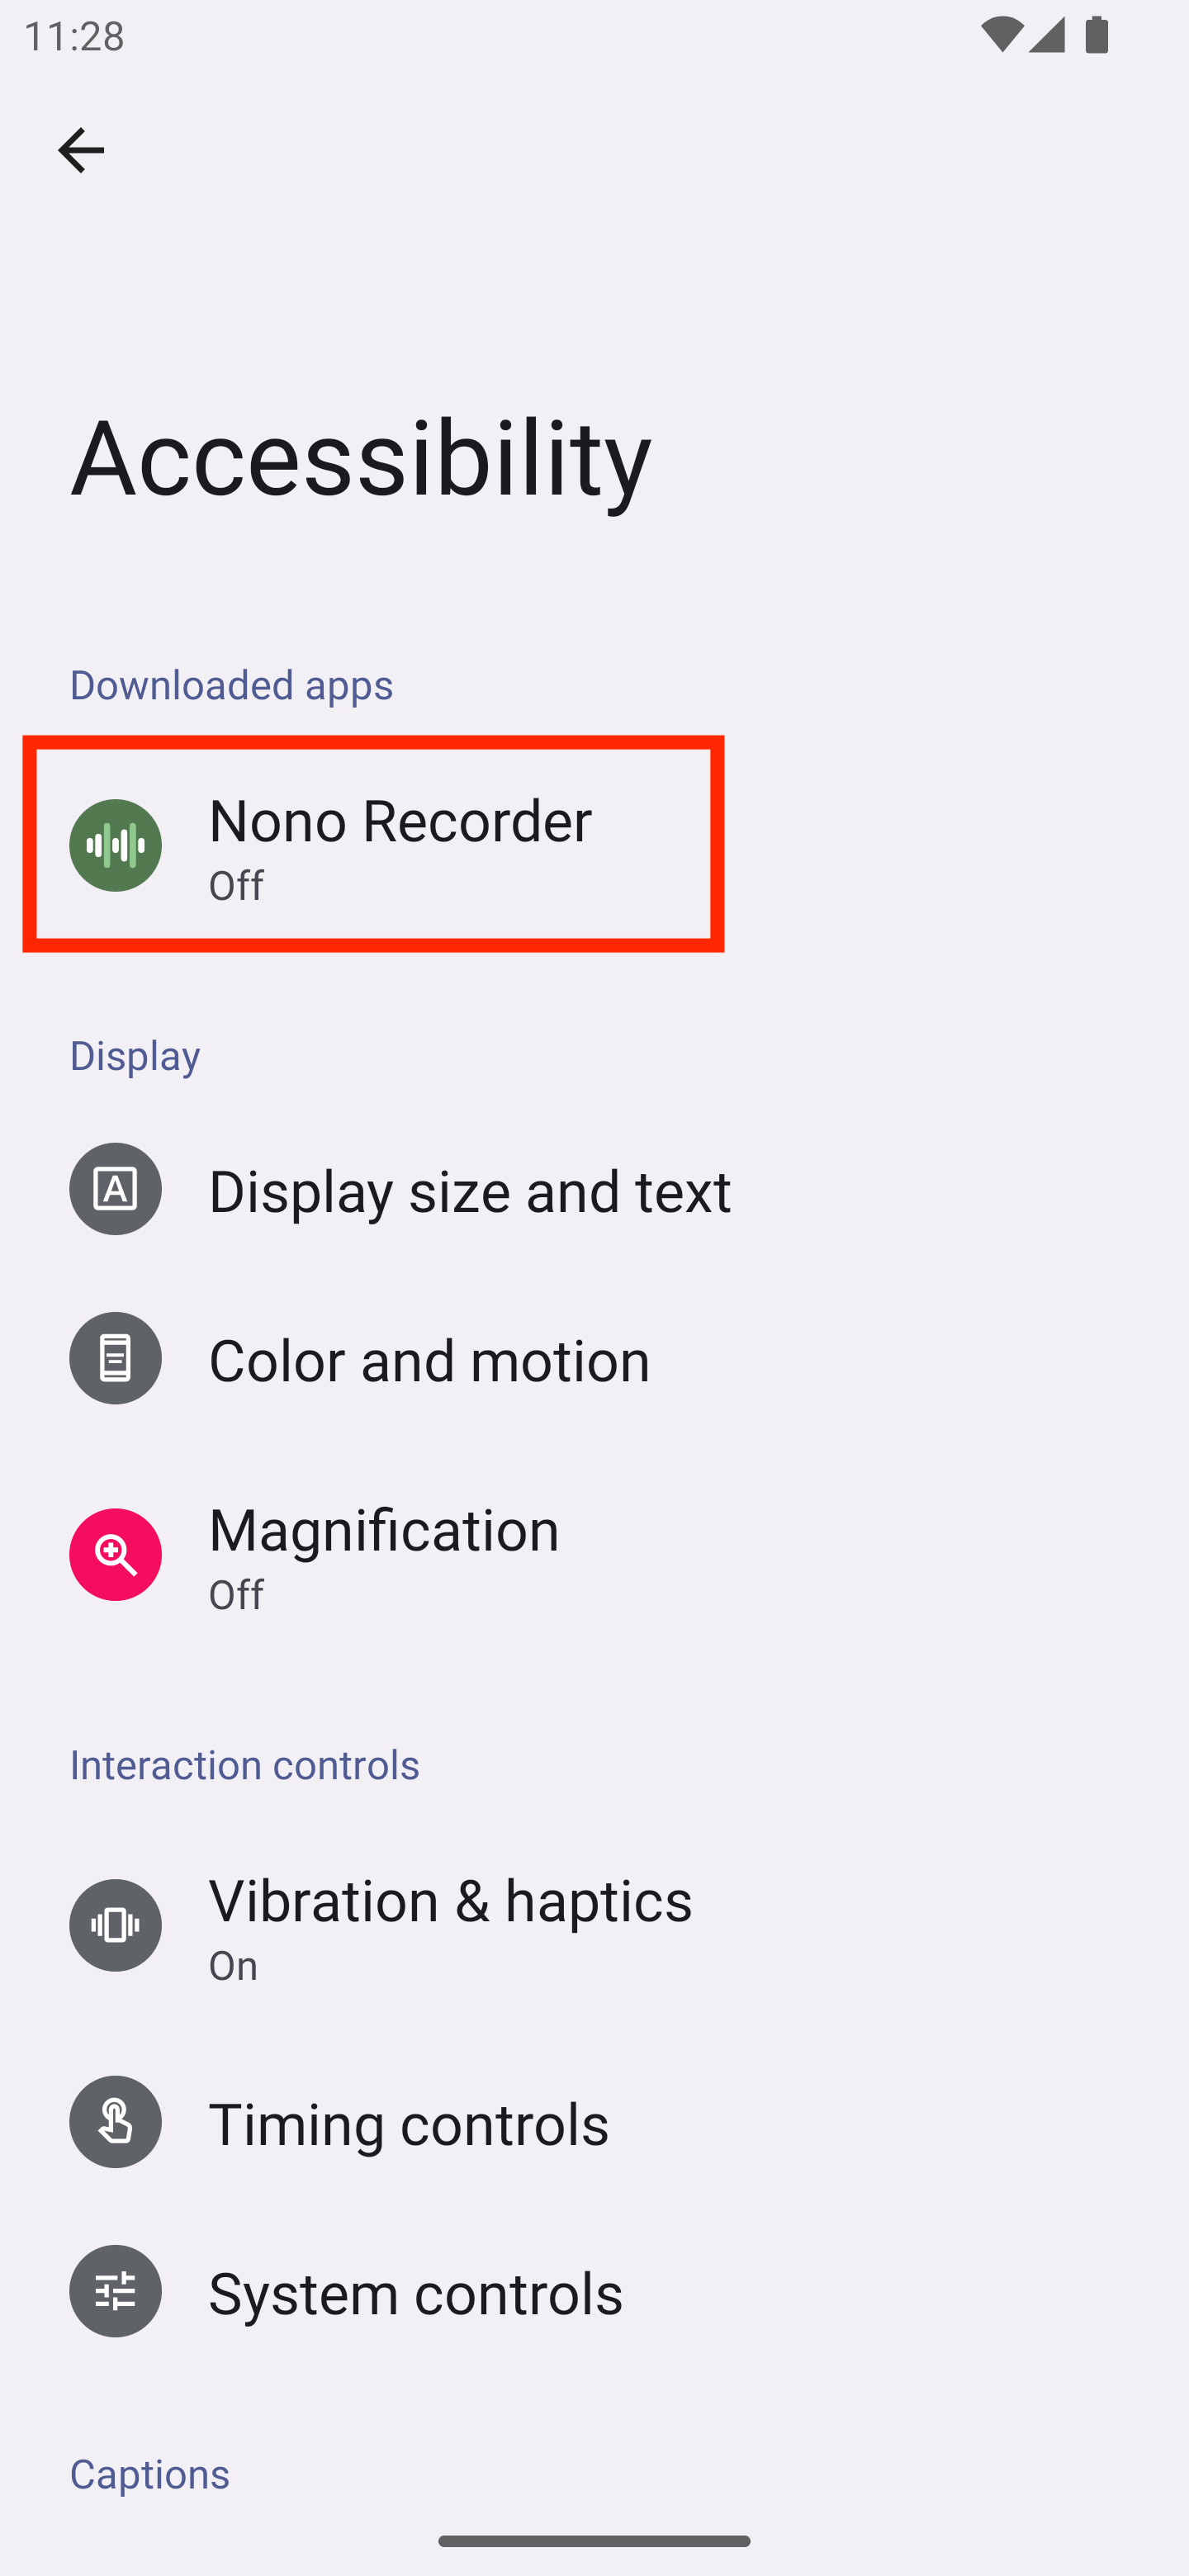 11:28
Accessibility
Downloaded apps
Nono Recorder
Off
Display
Display size and text
Color and motion
Magnification
Off
Interaction controls
Vibration & haptics
On
Timing controls
System controls
Captions